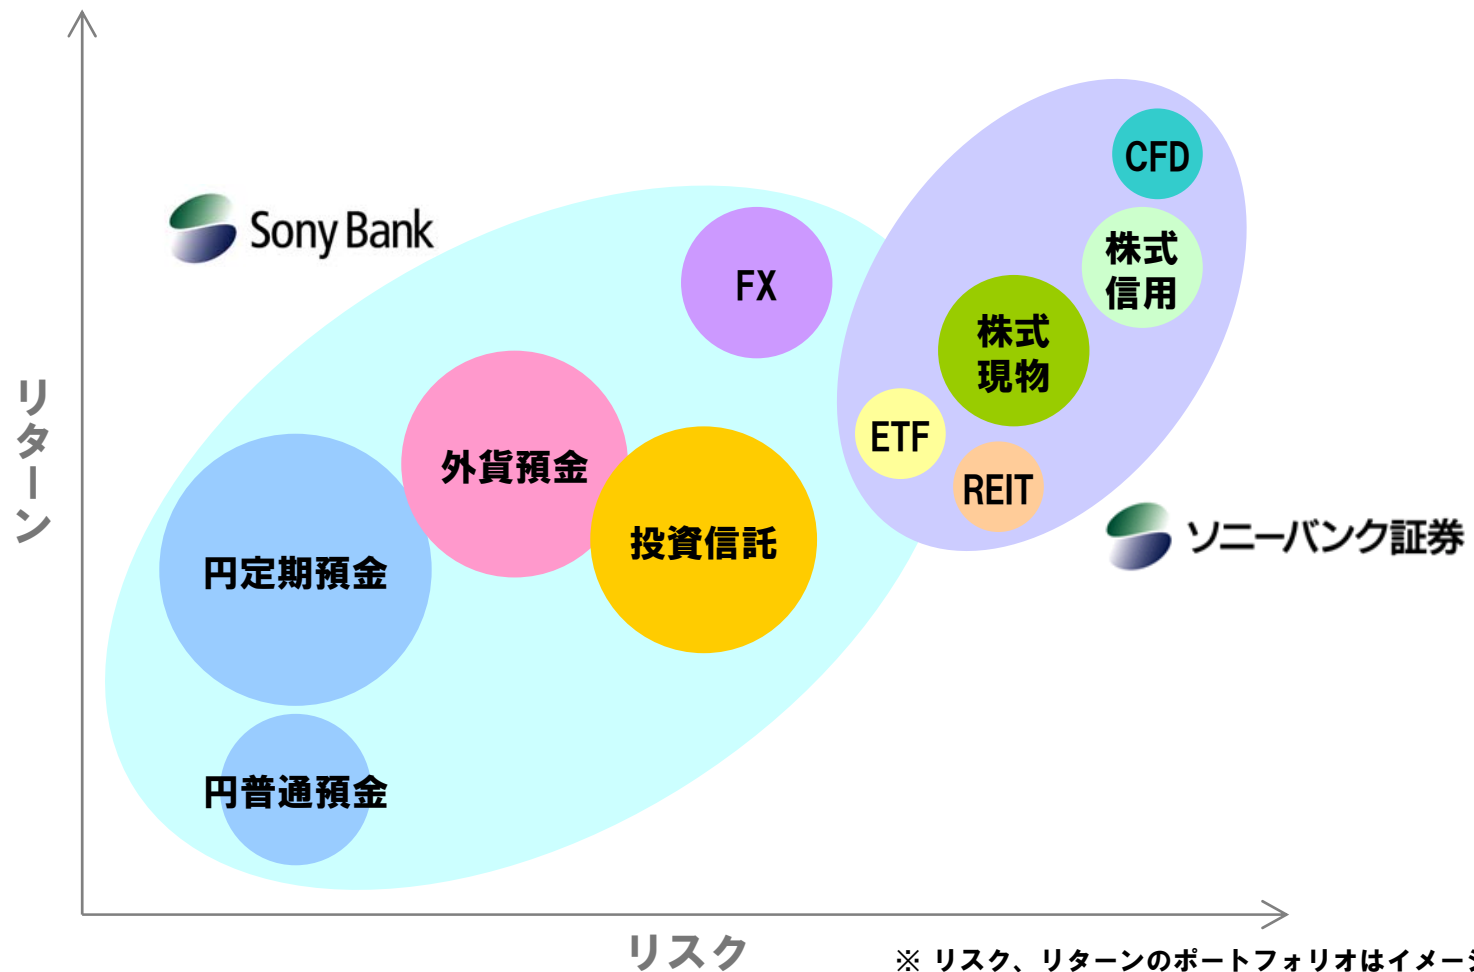 リターン
Sony Bank
CFD
株式
信用
FX
株式
現物
ETF
REIT
外貨預金
投資信託
ソニーバンク証券
円定期預金
円普通預金
リスク
※ リスク、リターンのポートフォリオはイメー